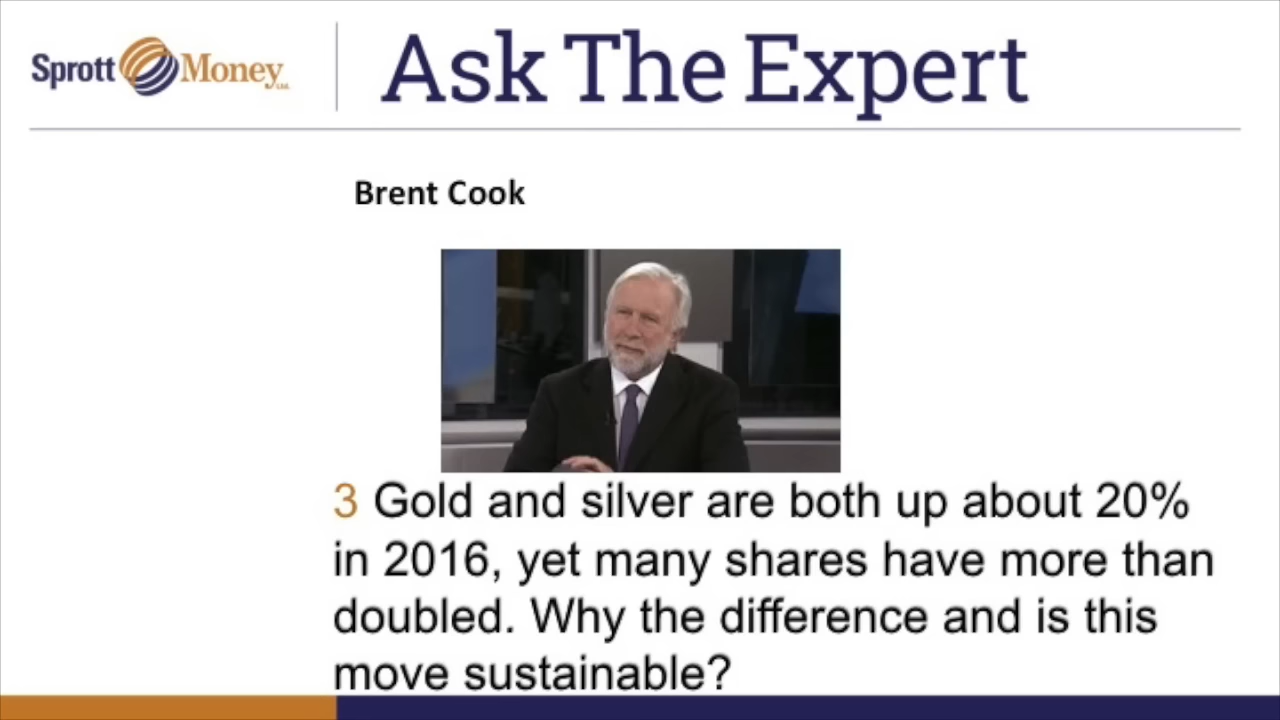 Sprott Money Ltd.
Ask The Expert
Brent Cook
3 Gold and silver are both up about 20%
in 2016, yet many shares have more than
doubled. Why the difference and is this
move sustainable?